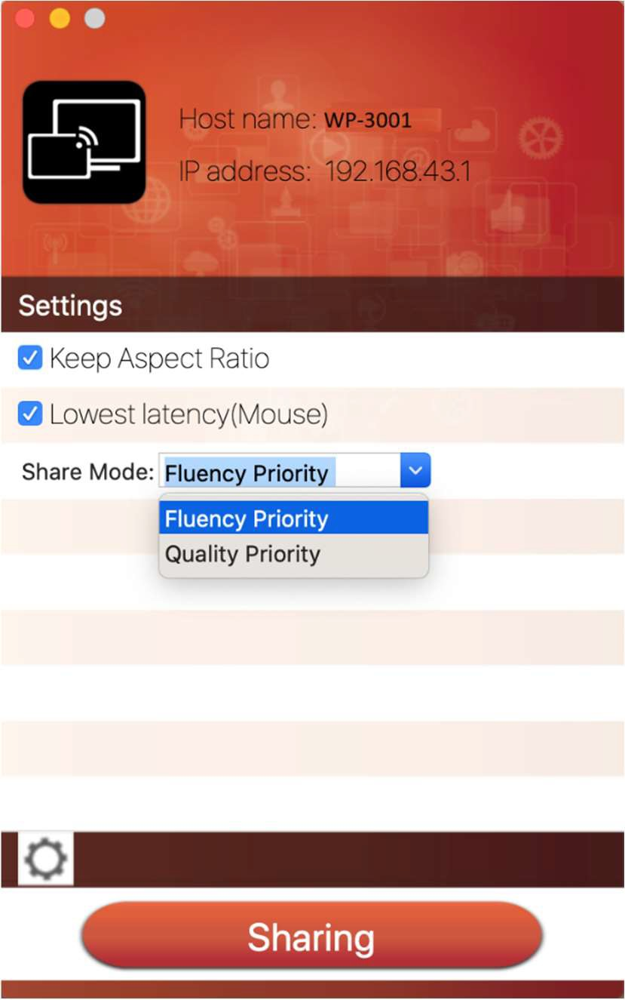 Host name: WP-3001
IP address: 192.168.43.1
Settings
Keep Aspect Ratio
Lowest latency(Mouse)
Share Mode: Fluency Priority
Fluency Priority
Quality Priority
Sharing